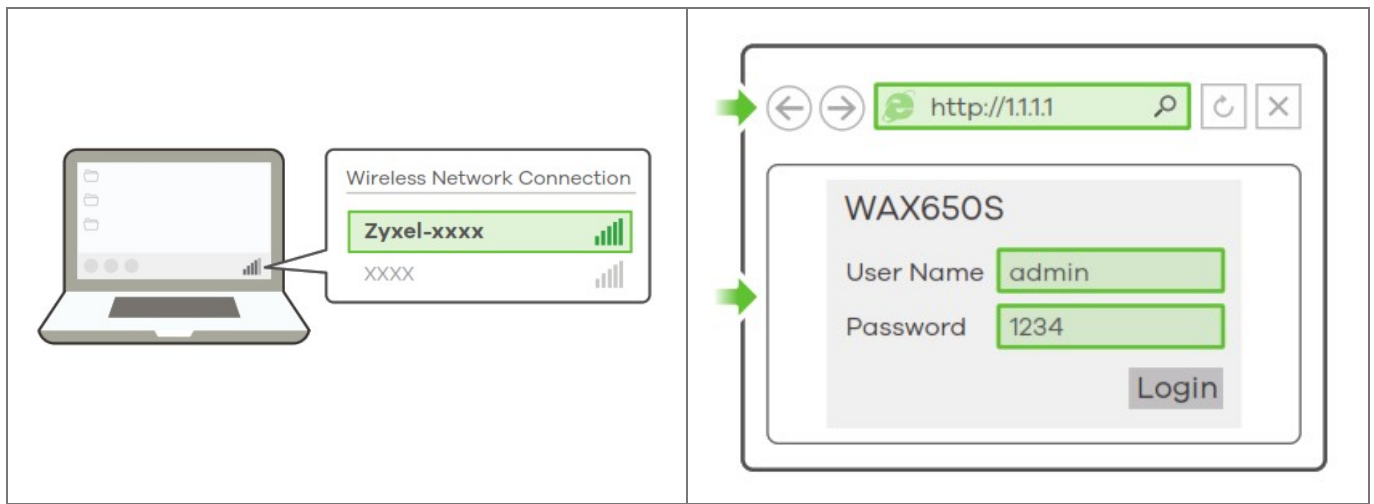 Wireless Network Connection
Zyxel-xxxx
XXXX
http://1.1.1.1
WAX650S
User Name admin
Password 1234
Login